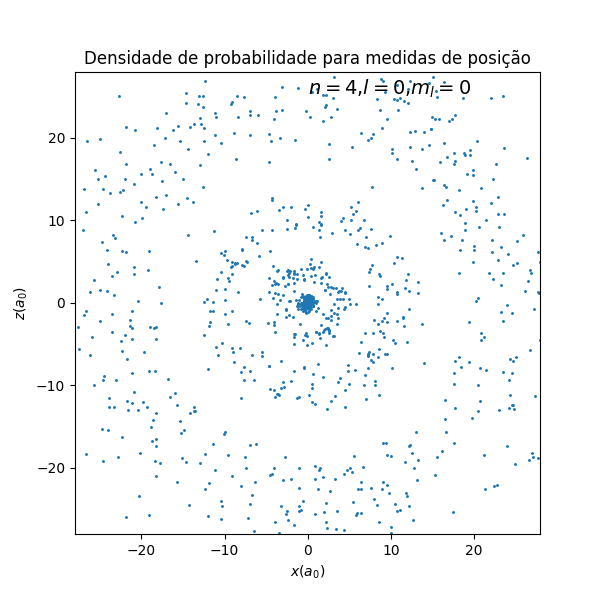 Densidade de probabilidade para medidas de posição
n = 4,l = 0,mₗ = 0
20
10
0
−10
−20
z(a₀)
−20 −10 0 10 20
x(a₀)